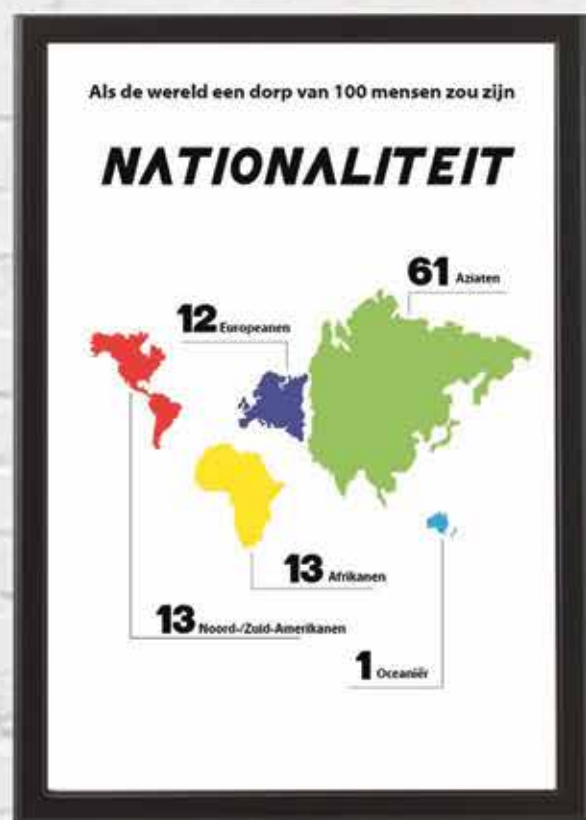 Als de wereld een dorp van 100 mensen zou zijn
NATIONALITEIT
61 Aziaten
12 Europeanen
13 Afrikanen
13 Noord-/Zuid-Amerikanen
1 Oceaniër